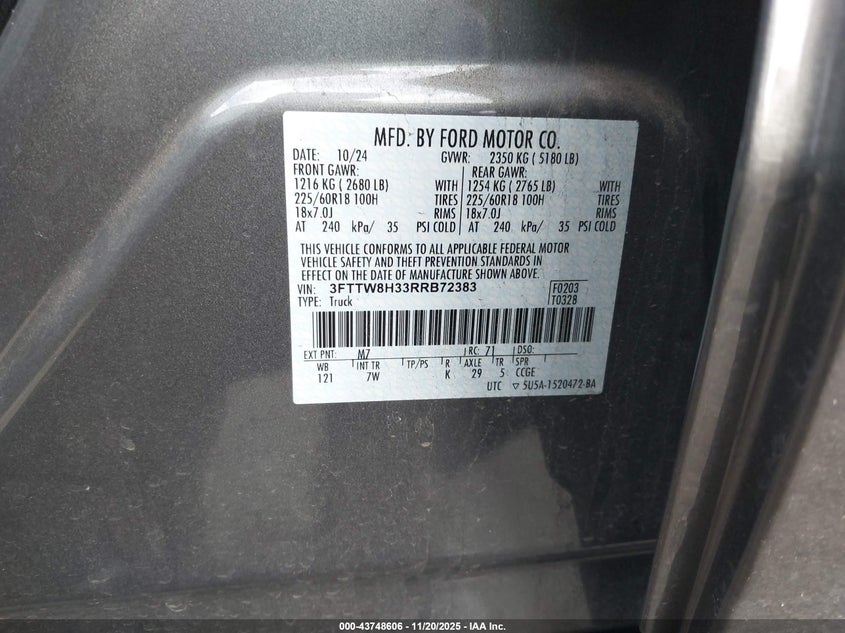 MFD. BY FORD MOTOR CO.
DATE: 10/24 GVWR: 2350 KG ( 5180 LB)
FRONT GAWR: REAR GAWR:
1216 KG ( 2680 LB) WITH 1254 KG ( 2765 LB) WITH
225/60R18 100H TIRES 225/60R18 100H TIRES
18x7.0J RIMS 18x7.0J RIMS
AT 240 kPa/ 35 PSI COLD AT 240 kPa/ 35 PSI COLD
THIS VEHICLE CONFORMS TO ALL APPLICABLE FEDERAL MOTOR
VEHICLE SAFETY AND THEFT PREVENTION STANDARDS IN
EFFECT ON THE DATE OF MANUFACTURE SHOWN ABOVE.
VIN: 3FTTW8H33RRB72383 F0203
TYPE: Truck T0328
EXT PNT: M7 RC: 71 DSO:
WB INT TR TP/PS R AXLE TR SPR
121 7W K 29 5 CCGE
UTC ▽ 5U5A-1520472-BA
000-43748606 - 11/20/2025 - IAA Inc.